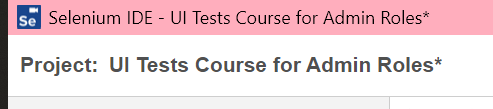 Se Selenium IDE - UI Tests Course for Admin Roles*
Project: UI Tests Course for Admin Roles*